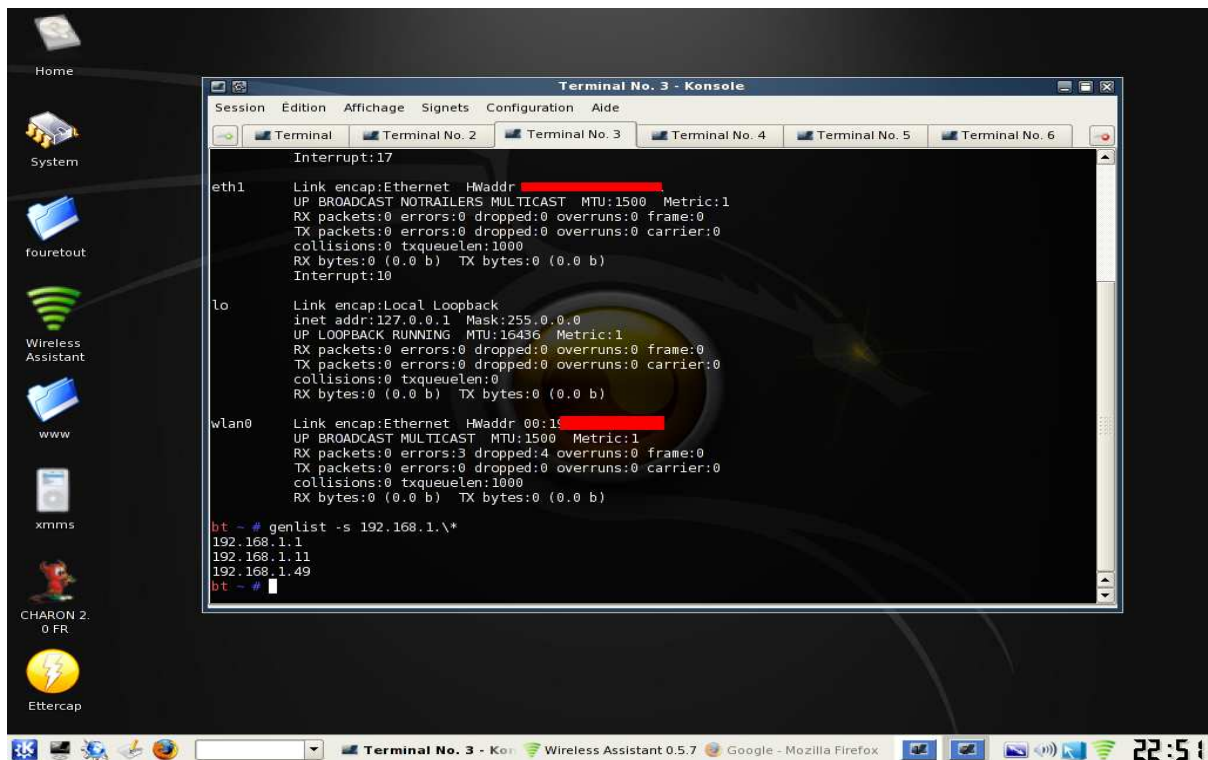 Home
System
fouretout
Wireless
Assistant
www
xmms
CHARON 2.
0 FR
Ettercap
Terminal No. 3 - Konsole
Session Édition Affichage Signets Configuration Aide
Terminal Terminal No. 2 Terminal No. 3 Terminal No. 4 Terminal No. 5 Terminal No. 6
Interrupt:17
eth1 Link encap:Ethernet HWaddr
UP BROADCAST NOTRAILERS MULTICAST MTU:1500 Metric:1
RX packets:0 errors:0 dropped:0 overruns:0 frame:0
TX packets:0 errors:0 dropped:0 overruns:0 carrier:0
collisions:0 txqueuelen:1000
RX bytes:0 (0.0 b) TX bytes:0 (0.0 b)
Interrupt:10
lo Link encap:Local Loopback
inet addr:127.0.0.1 Mask:255.0.0.0
UP LOOPBACK RUNNING MTU:16436 Metric:1
RX packets:0 errors:0 dropped:0 overruns:0 frame:0
TX packets:0 errors:0 dropped:0 overruns:0 carrier:0
collisions:0 txqueuelen:0
RX bytes:0 (0.0 b) TX bytes:0 (0.0 b)
wlan0 Link encap:Ethernet HWaddr 00:19
UP BROADCAST MULTICAST MTU:1500 Metric:1
RX packets:0 errors:3 dropped:4 overruns:0 frame:0
TX packets:0 errors:0 dropped:0 overruns:0 carrier:0
collisions:0 txqueuelen:1000
RX bytes:0 (0.0 b) TX bytes:0 (0.0 b)
bt ~ # genlist -s 192.168.1.\*
192.168.1.1
192.168.1.11
192.168.1.49
bt ~ #
Terminal No. 3 - Kon Wireless Assistant 0.5.7 Google - Mozilla Firefox 22:51